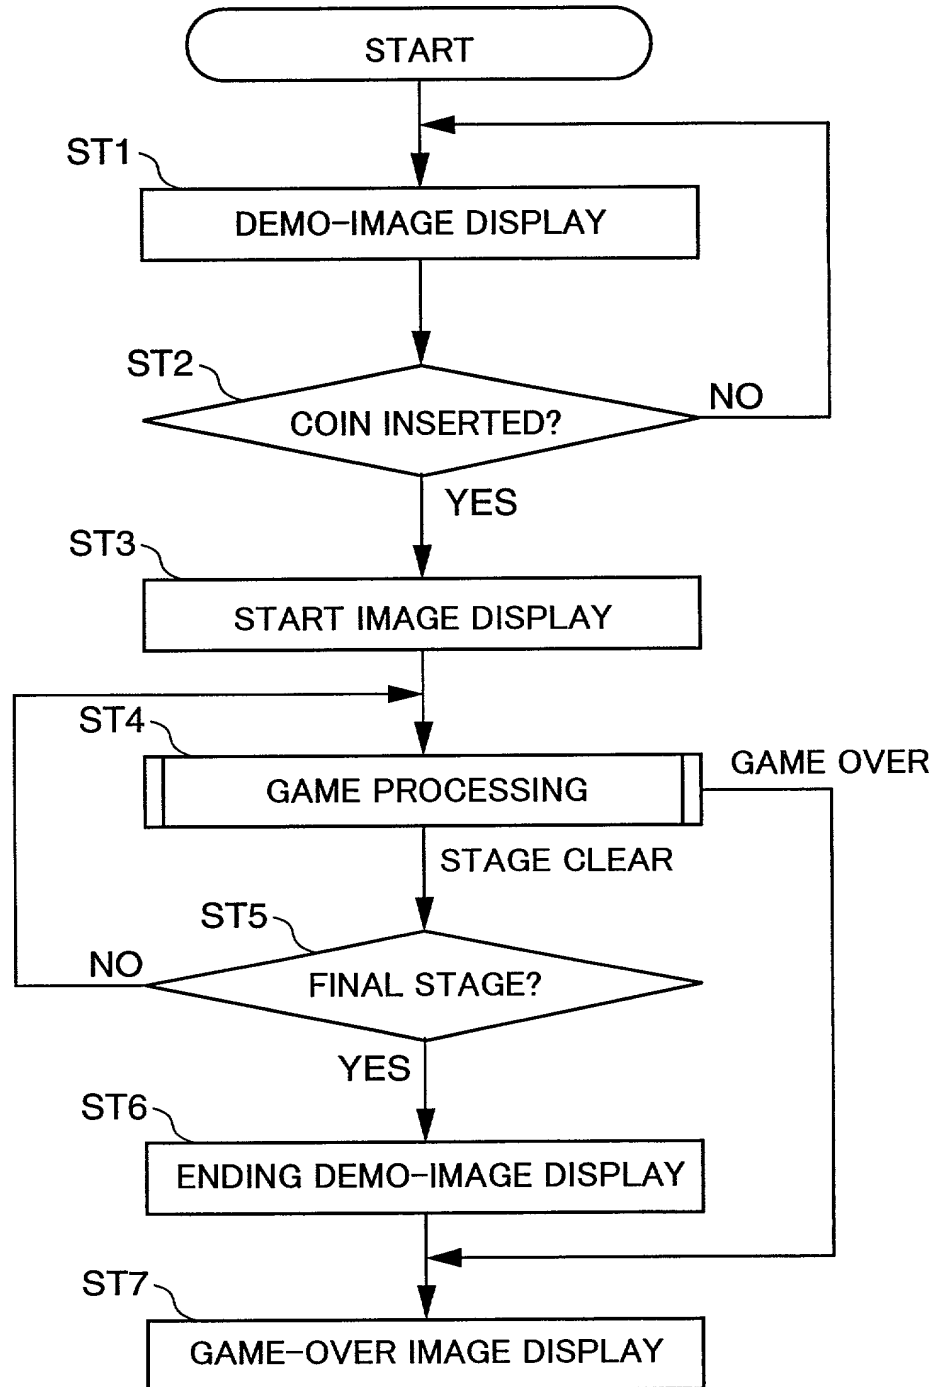 START
ST1
DEMO-IMAGE DISPLAY
ST2
COIN INSERTED?
NO
YES
ST3
START IMAGE DISPLAY
ST4
GAME PROCESSING
GAME OVER
STAGE CLEAR
ST5
NO
FINAL STAGE?
YES
ST6
ENDING DEMO-IMAGE DISPLAY
ST7
GAME-OVER IMAGE DISPLAY